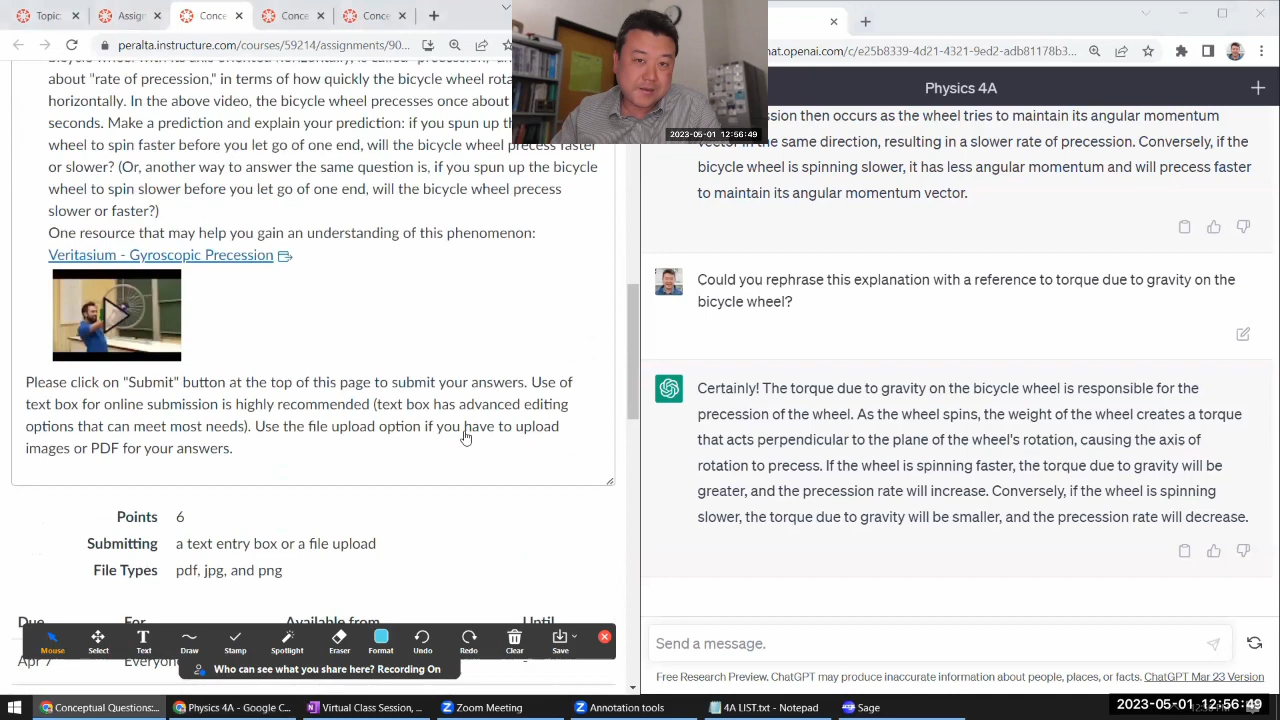 Topic
Assign
Conce
Conce
Conce
peralta.instructure.com/courses/59214/assignments/90...
hat.openai.com/c/e25b8339-4d21-4321-9ed2-adb81178b3...
Physics 4A
about "rate of precession," in terms of how quickly the bicycle wheel rota
horizontally. In the above video, the bicycle wheel precesses once about
seconds. Make a prediction and explain your prediction: if you spun up the
wheel to spin faster before you let go of one end, will the bicycle wheel precess faster
or slower? (Or, another way to answer the same question is, if you spun up the bicycle
wheel to spin slower before you let go of one end, will the bicycle wheel precess
slower or faster?)
One resource that may help you gain an understanding of this phenomenon:
Veritasium - Gyroscopic Precession
Please click on "Submit" button at the top of this page to submit your answers. Use of
text box for online submission is highly recommended (text box has advanced editing
options that can meet most needs). Use the file upload option if you have to upload
images or PDF for your answers.
Points 6
Submitting a text entry box or a file upload
File Types pdf, jpg, and png
Due For Available from Until
Apr 7 Everyone
Mouse Select Text Draw Stamp Spotlight Eraser Format Undo Redo Clear Save
Who can see what you share here? Recording On
2023-05-01 12:56:49
ssion then occurs as the wheel tries to maintain its angular momentum
vector in the same direction, resulting in a slower rate of precession. Conversely, if the
bicycle wheel is spinning slower, it has less angular momentum and will precess faster
to maintain its angular momentum vector.
Could you rephrase this explanation with a reference to torque due to gravity on the
bicycle wheel?
Certainly! The torque due to gravity on the bicycle wheel is responsible for the
precession of the wheel. As the wheel spins, the weight of the wheel creates a torque
that acts perpendicular to the plane of the wheel's rotation, causing the axis of
rotation to precess. If the wheel is spinning faster, the torque due to gravity will be
greater, and the precession rate will increase. Conversely, if the wheel is spinning
slower, the torque due to gravity will be smaller, and the precession rate will decrease.
Send a message.
Free Research Preview. ChatGPT may produce inaccurate information about people, places, or facts. ChatGPT Mar 23 Version
Conceptual Questions:...
Physics 4A - Google C...
Virtual Class Session, ...
Zoom Meeting
Annotation tools
4A LIST.txt - Notepad
Sage
2023-05-01 12:56:49